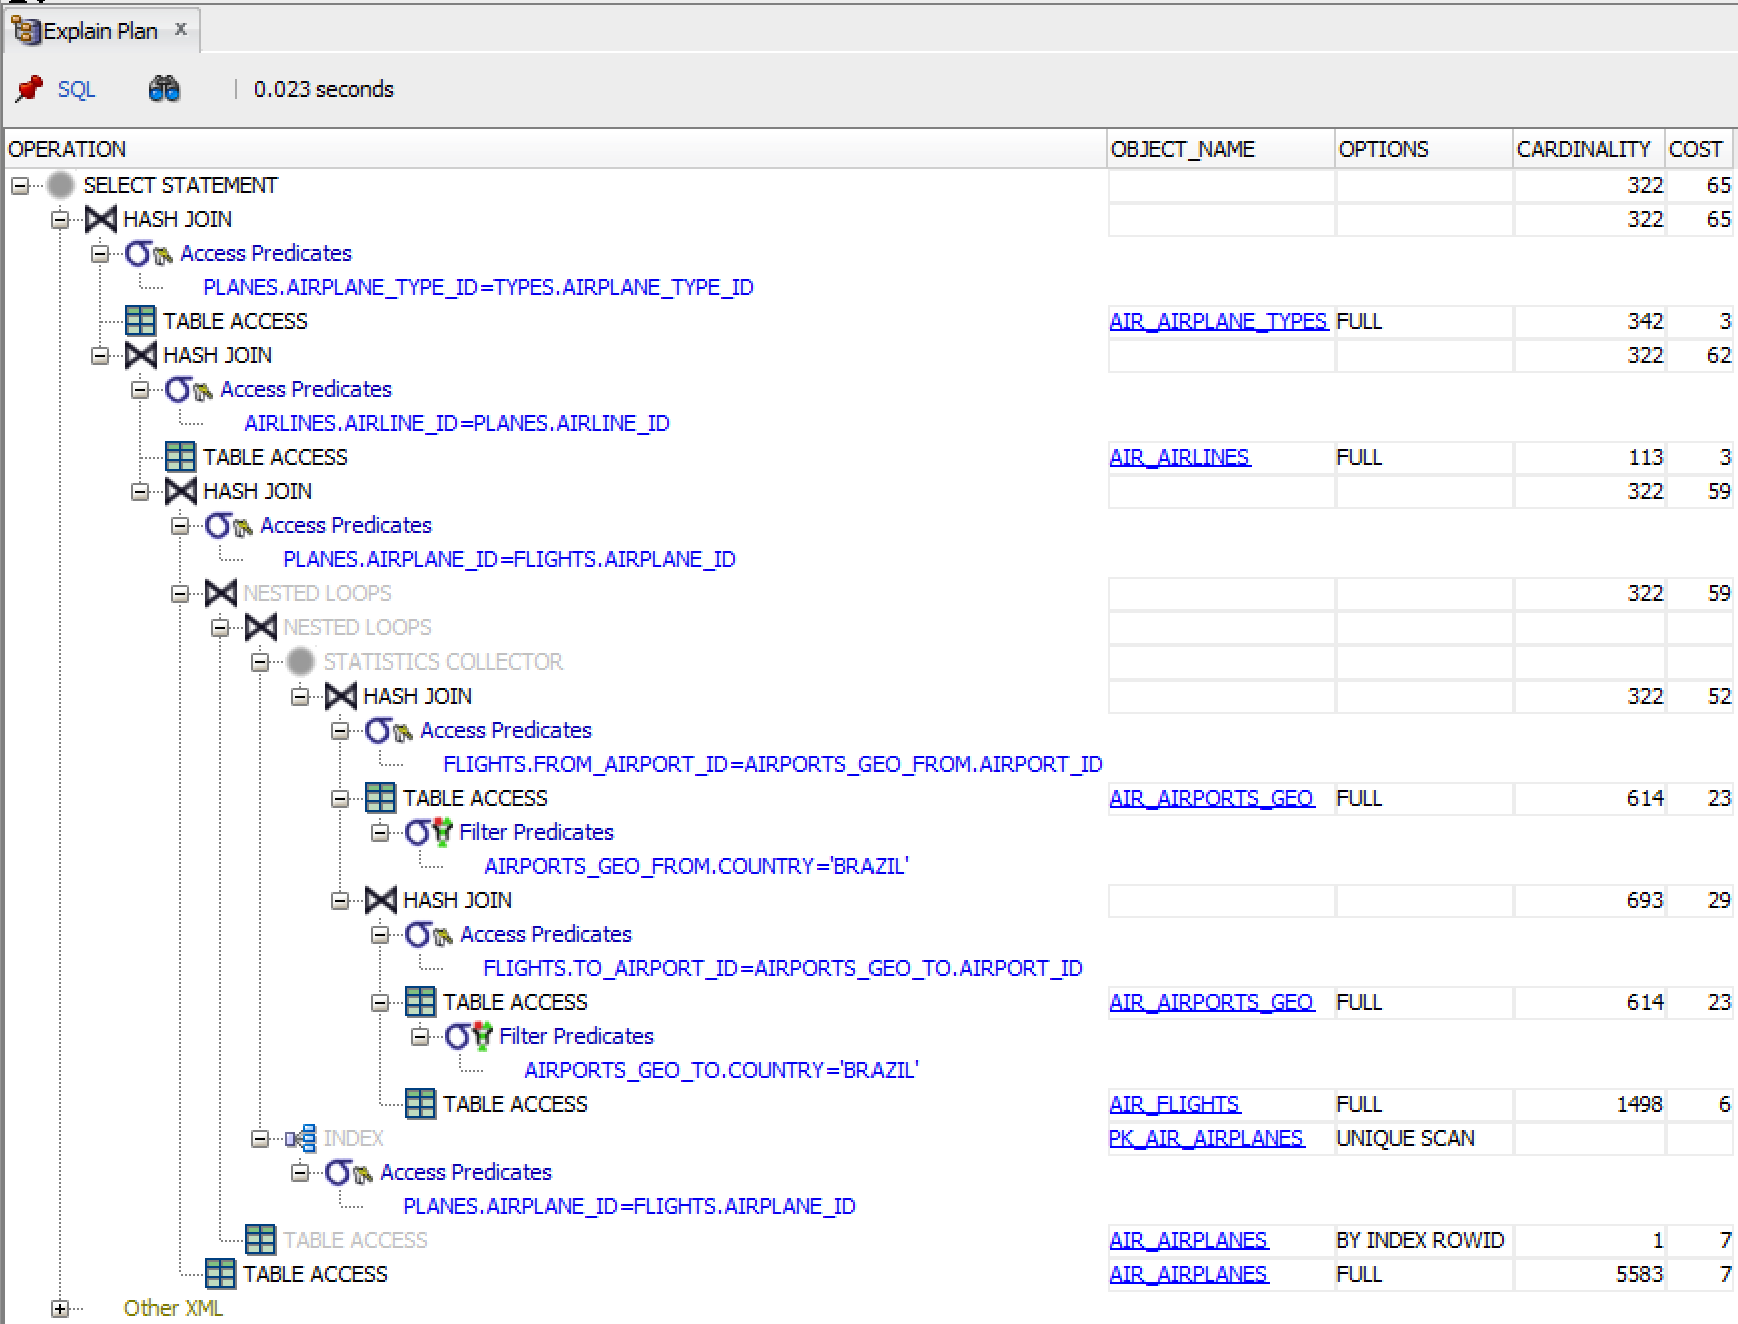 Explain Plan x
SQL | 0.023 seconds
OPERATION OBJECT_NAME OPTIONS CARDINALITY COST
SELECT STATEMENT 322 65
HASH JOIN 322 65
Access Predicates
PLANES.AIRPLANE_TYPE_ID=TYPES.AIRPLANE_TYPE_ID
TABLE ACCESS AIR_AIRPLANE_TYPES FULL 342 3
HASH JOIN 322 62
Access Predicates
AIRLINES.AIRLINE_ID=PLANES.AIRLINE_ID
TABLE ACCESS AIR_AIRLINES FULL 113 3
HASH JOIN 322 59
Access Predicates
PLANES.AIRPLANE_ID=FLIGHTS.AIRPLANE_ID
NESTED LOOPS 322 59
NESTED LOOPS
STATISTICS COLLECTOR
HASH JOIN 322 52
Access Predicates
FLIGHTS.FROM_AIRPORT_ID=AIRPORTS_GEO_FROM.AIRPORT_ID
TABLE ACCESS AIR_AIRPORTS_GEO FULL 614 23
Filter Predicates
AIRPORTS_GEO_FROM.COUNTRY='BRAZIL'
HASH JOIN 693 29
Access Predicates
FLIGHTS.TO_AIRPORT_ID=AIRPORTS_GEO_TO.AIRPORT_ID
TABLE ACCESS AIR_AIRPORTS_GEO FULL 614 23
Filter Predicates
AIRPORTS_GEO_TO.COUNTRY='BRAZIL'
TABLE ACCESS AIR_FLIGHTS FULL 1498 6
INDEX PK_AIR_AIRPLANES UNIQUE SCAN
Access Predicates
PLANES.AIRPLANE_ID=FLIGHTS.AIRPLANE_ID
TABLE ACCESS AIR_AIRPLANES BY INDEX ROWID 1 7
TABLE ACCESS AIR_AIRPLANES FULL 5583 7
Other XML